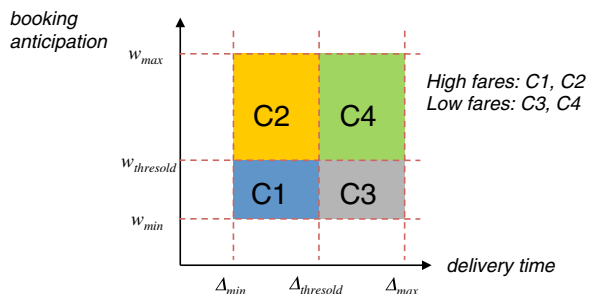 booking
anticipation
w_max
High fares: C1, C2
Low fares: C3, C4
C2
C4
w_thresold
C1
C3
w_min
delivery time
Δ_min
Δ_thresold
Δ_max